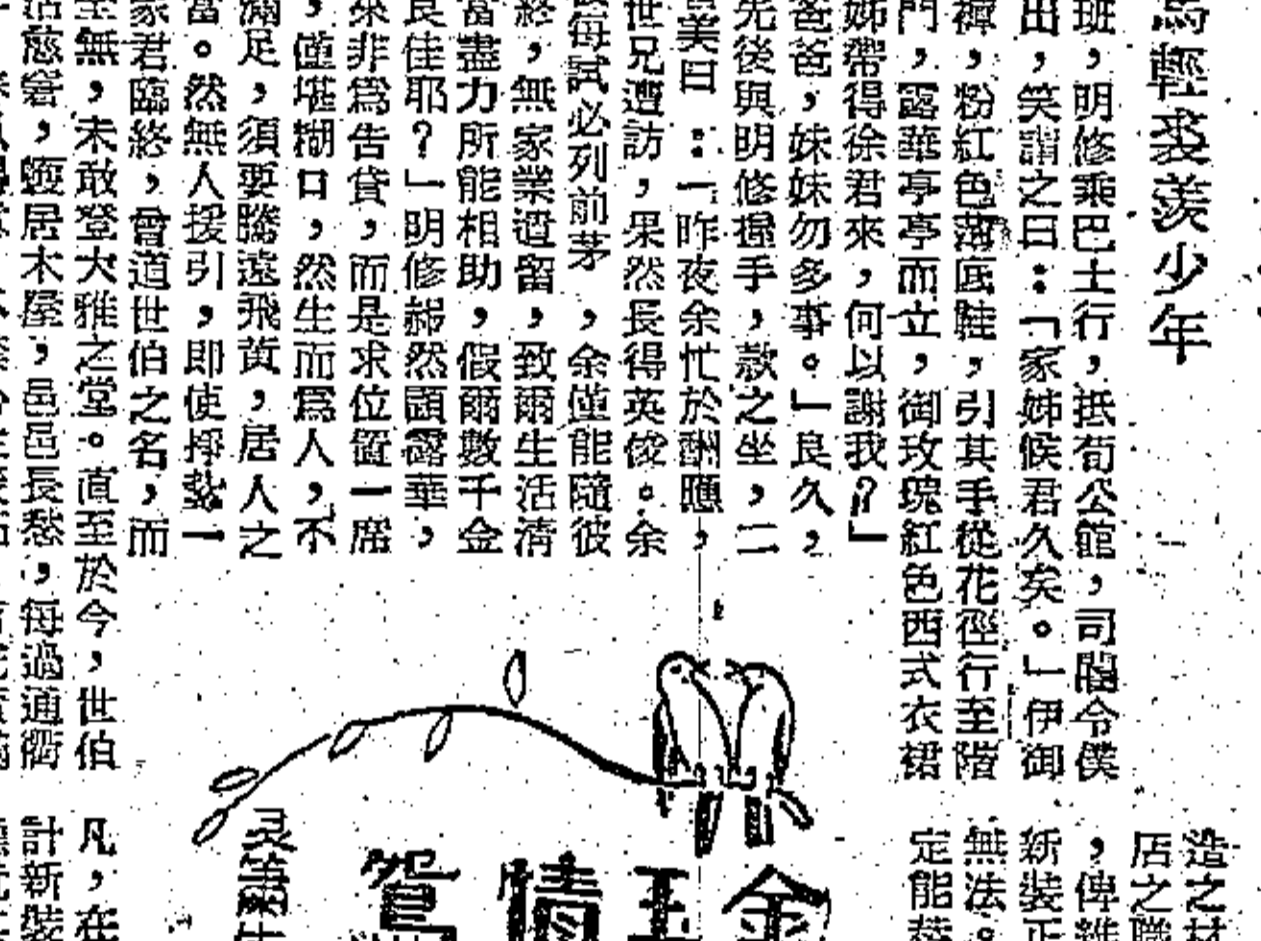 馬輕裘羨少年
班，明修乘巴士行，抵荀公館，司閽令僕
出，笑謂之曰：「家姊候君久矣。」伊御
褲，粉紅色薄底鞋，引其手從花徑行至階
門，露華亭亭而立，御玫瑰紅色西式衣裙
姊帶得徐君來，何以謝我？」
爸爸，妹妹勿多事。」良久，
先後與明修握手，款之坐，二
美曰：「昨夜余忙於酬應，
世兄遭訪，果然長得英俊。余
每試必列前茅，余僅能隨彼
終，無家業遺留，致爾生活清
當盡力所能相助，假爾數千金
良佳耶？」明修赧然顧露華，
來非爲告貸，而是求位置一席
，僅堪糊口，然生而爲人，不
滿足，須要騰遠飛黃，居人之
當。然無人援引，即使掙紮一
家君臨終，曾道世伯之名，而
至無，未敢登大雅之堂。直至於今，世伯
居木屋，邑邑長愁，每過通衢
造之材
居之職
，俾雜
新裝正
無法。
定能
金玉情鴛
凡，在
計新裝